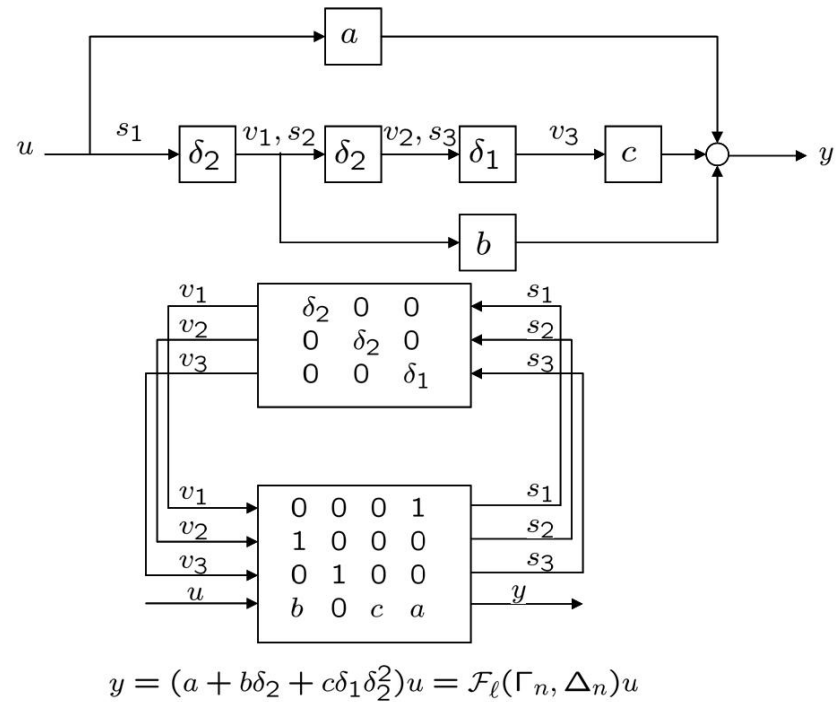 a
u s₁ δ₂ v₁, s₂ δ₂ v₂, s₃ δ₁ v₃ c y
b
v₁ δ₂ 0 0 s₁
v₂ 0 δ₂ 0 s₂
v₃ 0 0 δ₁ s₃
v₁ 0 0 0 1 s₁
v₂ 1 0 0 0 s₂
v₃ 0 1 0 0 s₃
u b 0 c a y
y = (a + bδ₂ + cδ₁δ₂²)u = ℱ_ℓ(Γₙ, Δₙ)u